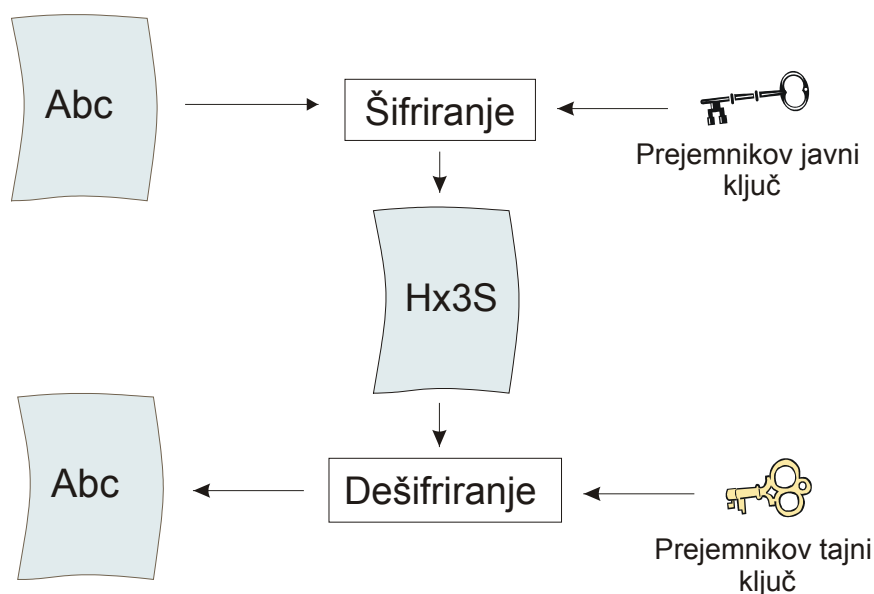 Abc
Šifriranje
Prejemnikov javni
ključ
Hx3S
Abc
Dešifriranje
Prejemnikov tajni
ključ